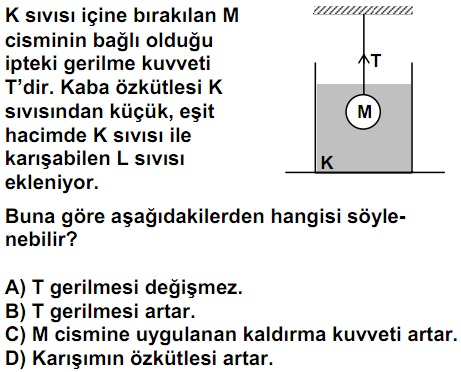 K sıvısı içine bırakılan M
cisminin bağlı olduğu
ipteki gerilme kuvveti
T'dir. Kaba özkütlesi K
sıvısından küçük, eşit
hacimde K sıvısı ile
karışabilen L sıvısı
ekleniyor.
T
M
K
Buna göre aşağıdakilerden hangisi söyle-
nebilir?
A) T gerilmesi değişmez.
B) T gerilmesi artar.
C) M cismine uygulanan kaldırma kuvveti artar.
D) Karışımın özkütlesi artar.